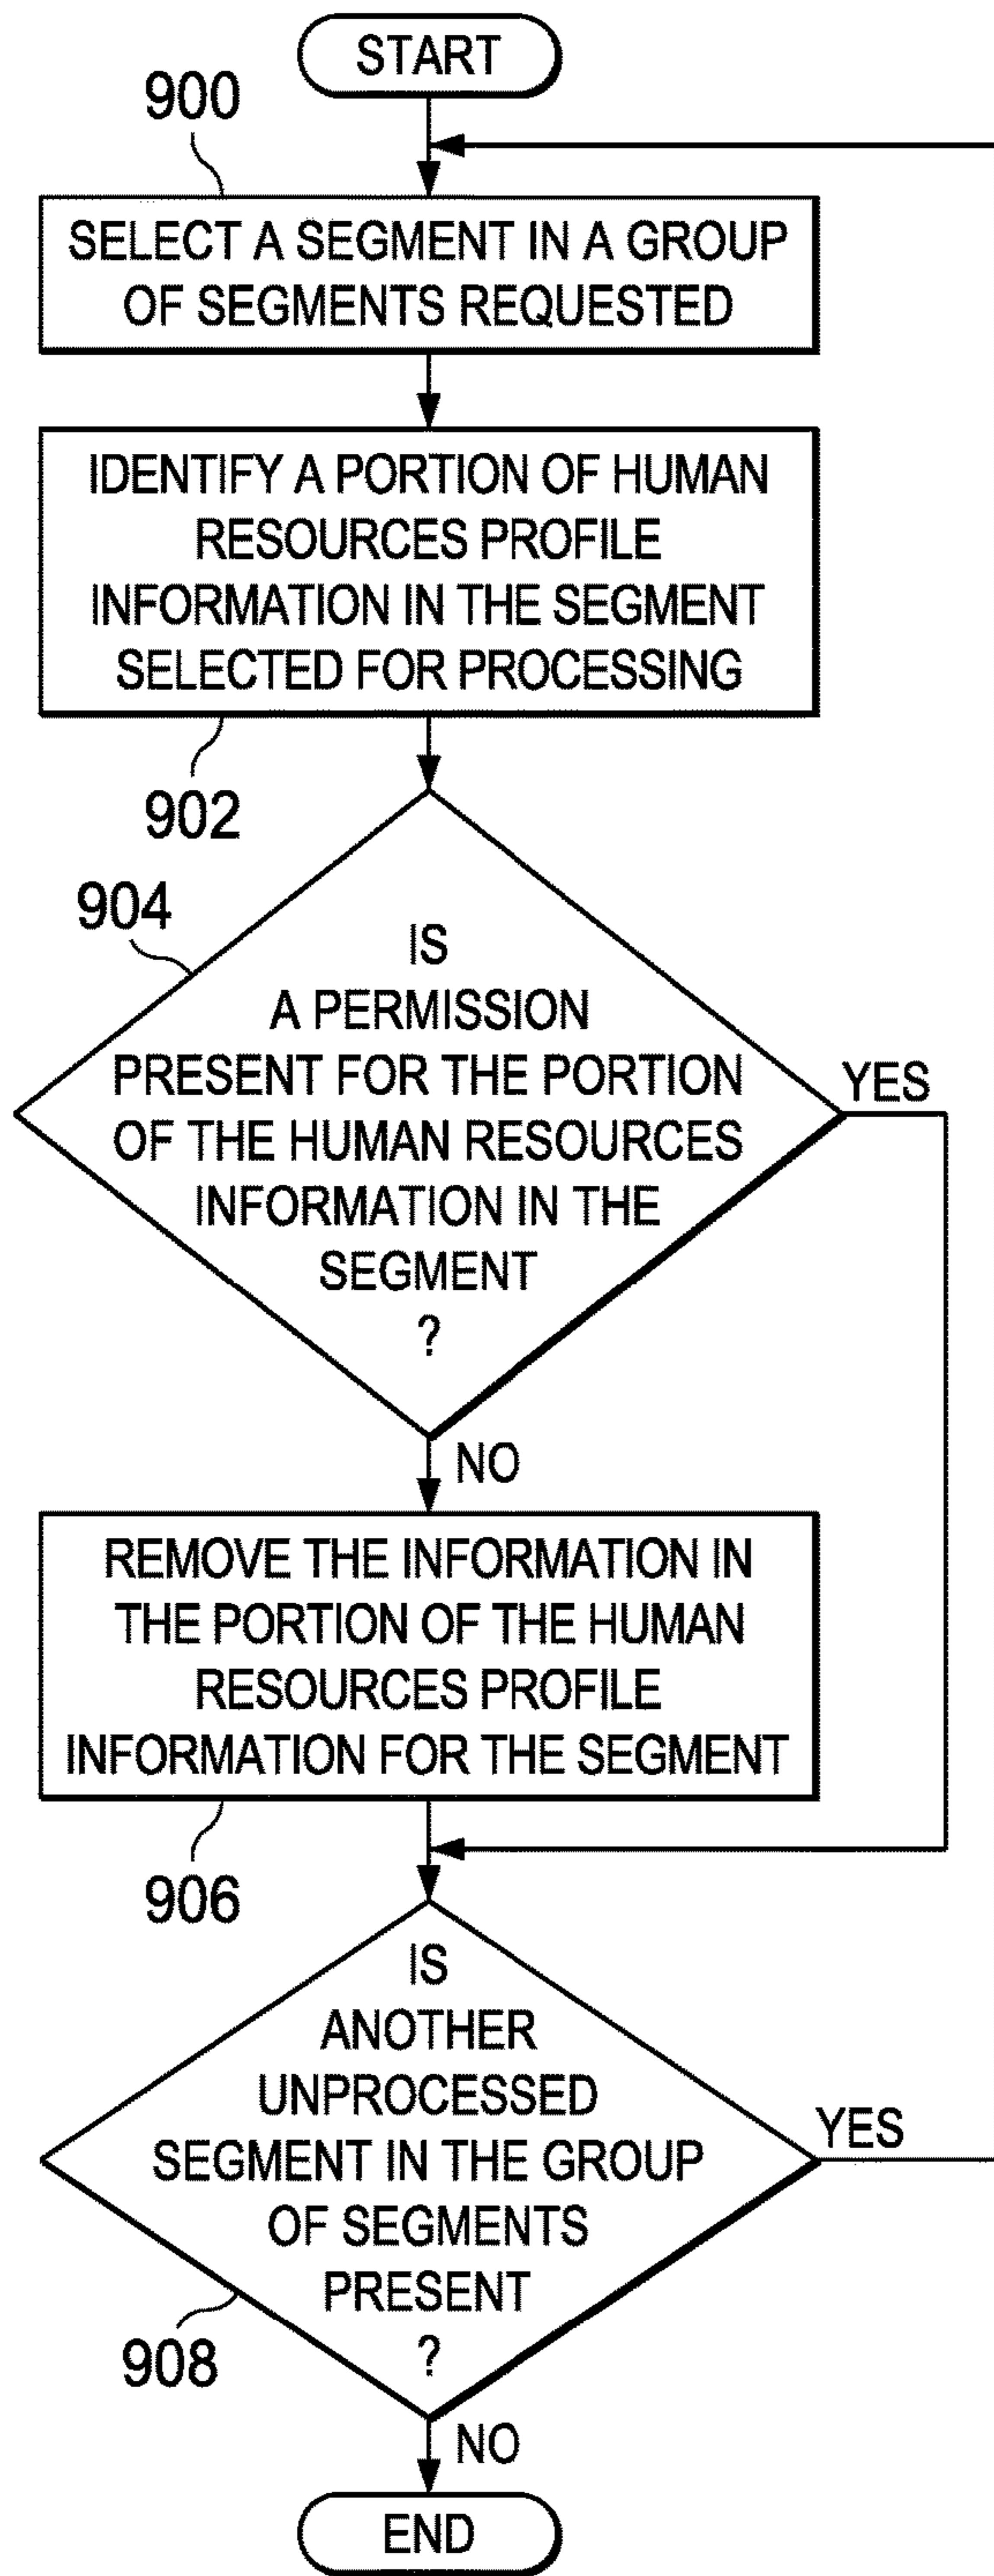 START
900
SELECT A SEGMENT IN A GROUP
OF SEGMENTS REQUESTED
IDENTIFY A PORTION OF HUMAN
RESOURCES PROFILE
INFORMATION IN THE SEGMENT
SELECTED FOR PROCESSING
902
904
IS
A PERMISSION
PRESENT FOR THE PORTION
OF THE HUMAN RESOURCES
INFORMATION IN THE
SEGMENT
?
YES
NO
REMOVE THE INFORMATION IN
THE PORTION OF THE HUMAN
RESOURCES PROFILE
INFORMATION FOR THE SEGMENT
906
IS
ANOTHER
UNPROCESSED
SEGMENT IN THE GROUP
OF SEGMENTS
PRESENT
?
YES
908
NO
END